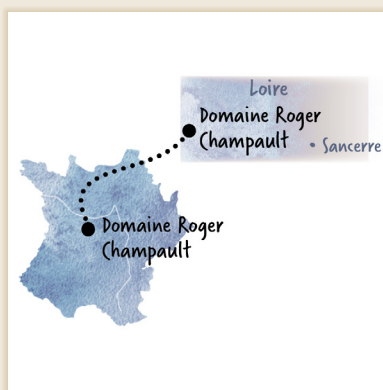 Loire
Domaine Roger
Champault
• Sancerre
Domaine Roger
Champault